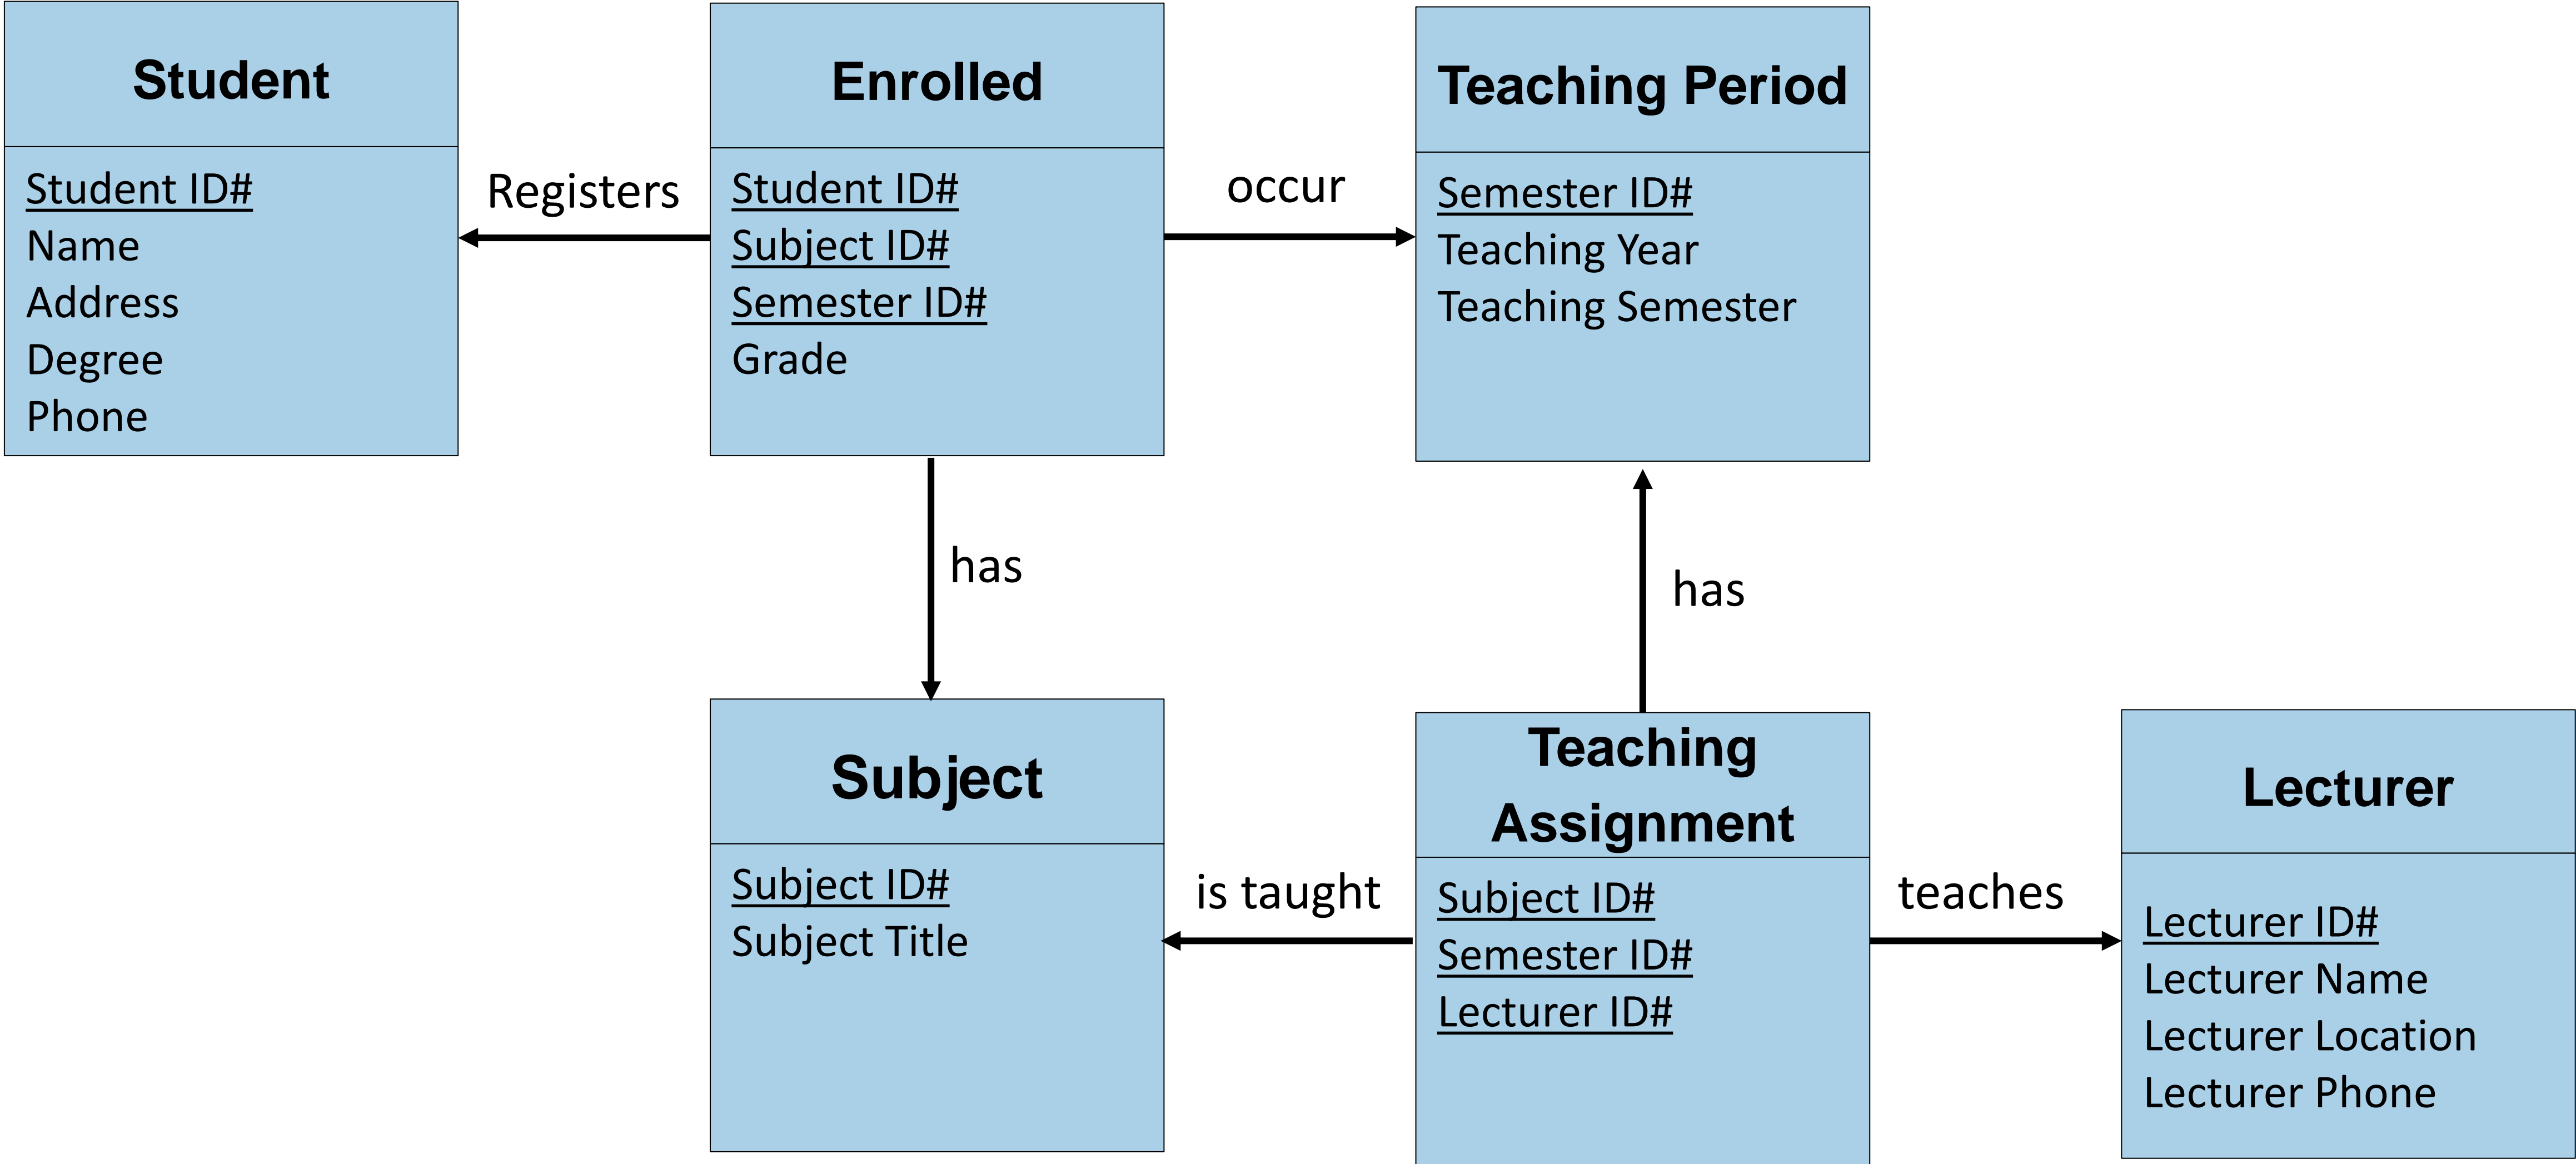 Student
Student ID#
Name
Address
Degree
Phone
Registers
Enrolled
Student ID#
Subject ID#
Semester ID#
Grade
occur
Teaching Period
Semester ID#
Teaching Year
Teaching Semester
has
has
Subject
Subject ID#
Subject Title
is taught
Teaching
Assignment
Subject ID#
Semester ID#
Lecturer ID#
teaches
Lecturer
Lecturer ID#
Lecturer Name
Lecturer Location
Lecturer Phone